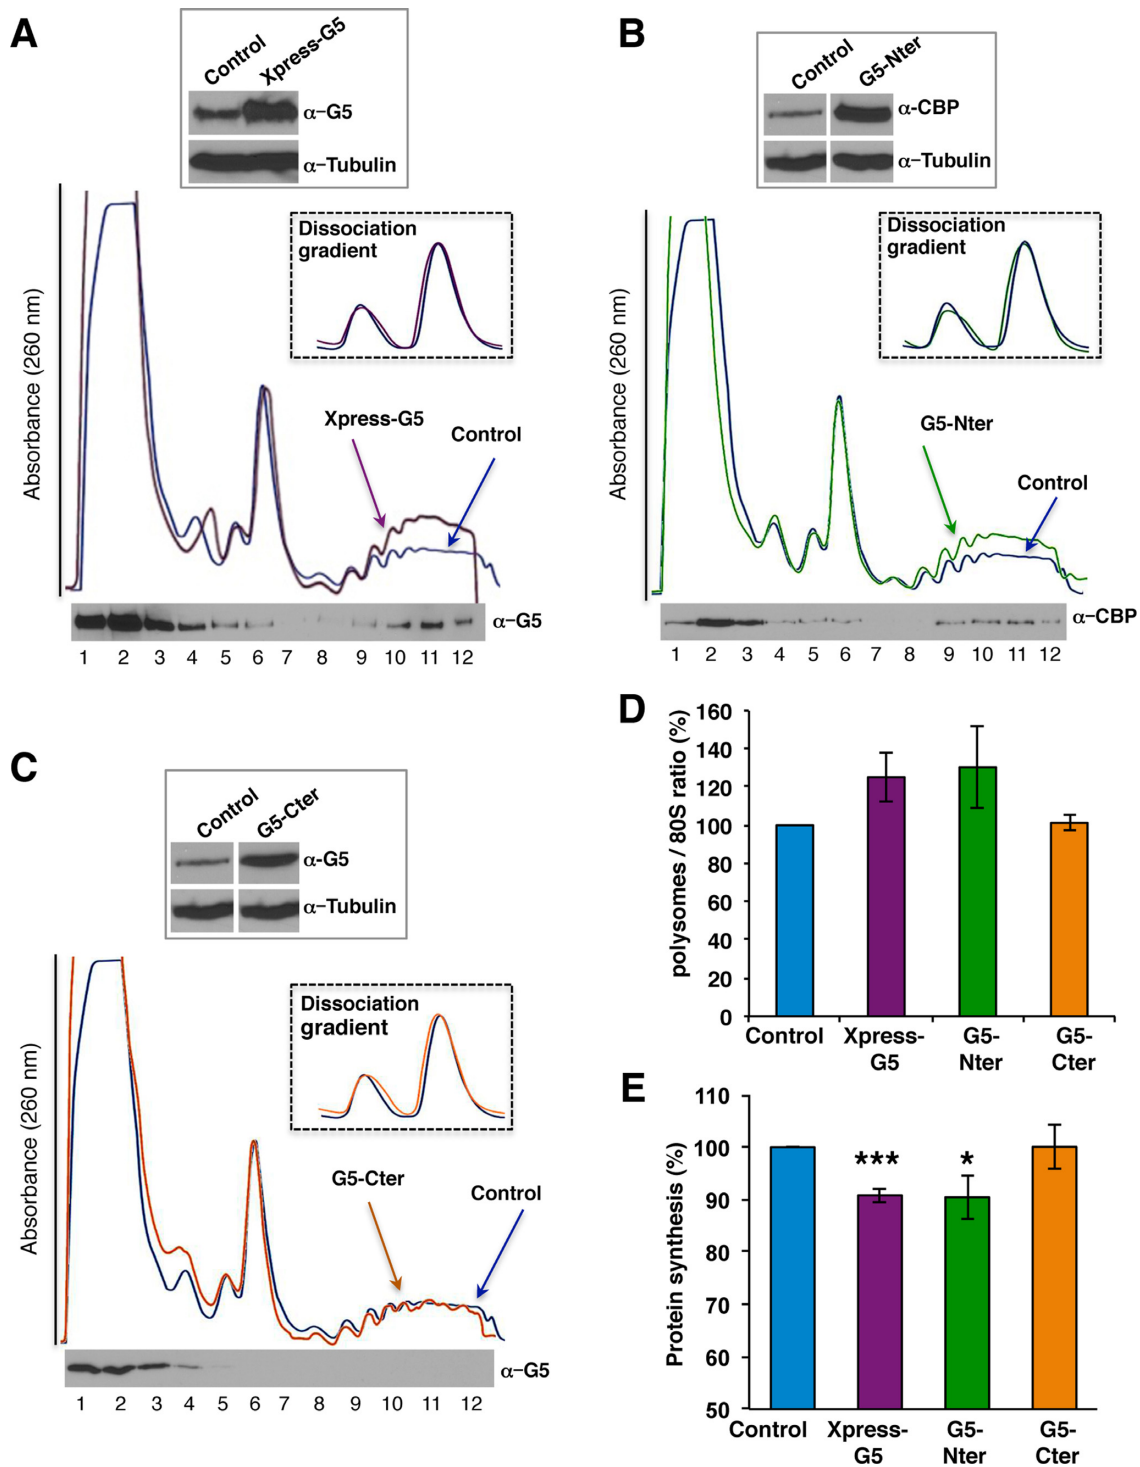 A
Control
Xpress-G5
α-G5
α-Tubulin
Dissociation
gradient
Absorbance (260 nm)
Xpress-G5
Control
α-G5
1 2 3 4 5 6 7 8 9 10 11 12
B
Control
G5-Nter
α-CBP
α-Tubulin
Dissociation
gradient
Absorbance (260 nm)
G5-Nter
Control
α-CBP
1 2 3 4 5 6 7 8 9 10 11 12
C
Control
G5-Cter
α-G5
α-Tubulin
Dissociation
gradient
Absorbance (260 nm)
G5-Cter
Control
α-G5
1 2 3 4 5 6 7 8 9 10 11 12
D
polysomes / 80S ratio (%)
160
140
120
100
80
60
40
20
0
Control Xpress- G5- G5-
G5 Nter Cter
E
Protein synthesis (%)
110
100
90
80
70
60
50
*** *
Control Xpress- G5- G5-
G5 Nter Cter